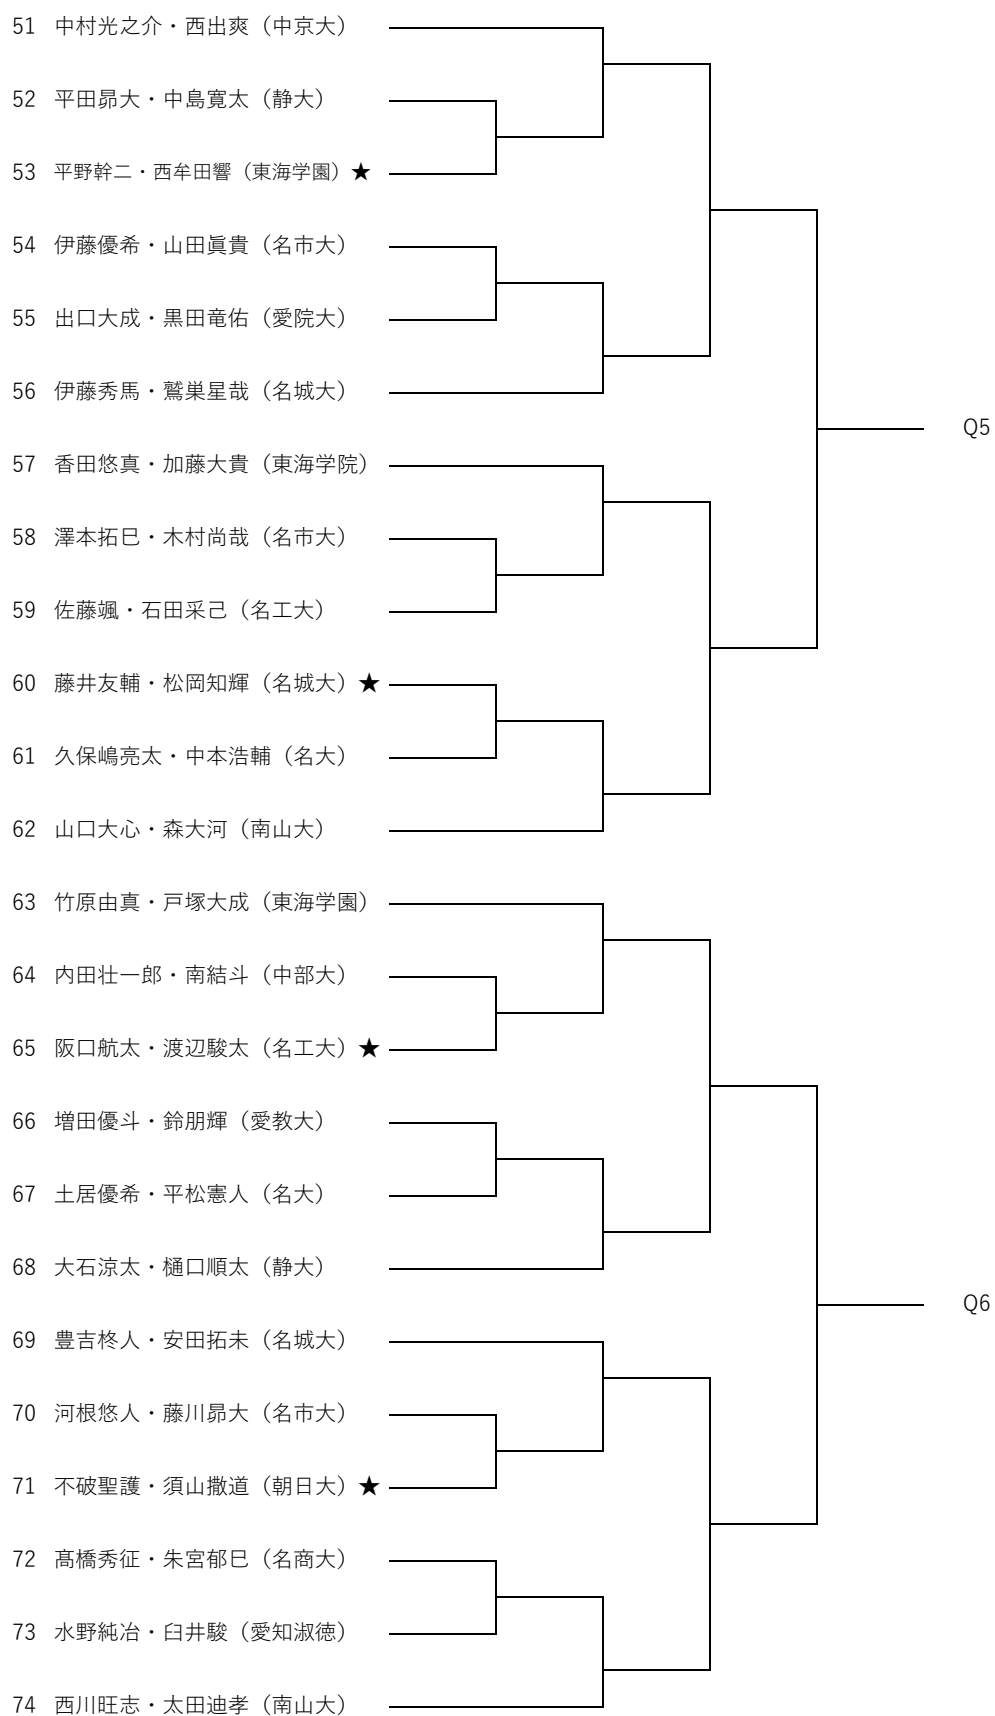 51 中村光之介・西出爽（中京大）
52 平田昴大・中島寛太（静大）
53 平野幹二・西牟田響（東海学園）★
54 伊藤優希・山田眞貴（名市大）
55 出口大成・黒田竜佑（愛院大）
56 伊藤秀馬・鷲巣星哉（名城大）
Q5
57 香田悠真・加藤大貴（東海学院）
58 澤本拓巳・木村尚哉（名市大）
59 佐藤颯・石田采己（名工大）
60 藤井友輔・松岡知輝（名城大）★
61 久保嶋亮太・中本浩輔（名大）
62 山口大心・森大河（南山大）
63 竹原由真・戸塚大成（東海学園）
64 内田壮一郎・南結斗（中部大）
65 阪口航太・渡辺駿太（名工大）★
66 増田優斗・鈴朋輝（愛教大）
67 土居優希・平松憲人（名大）
68 大石涼太・樋口順太（静大）
Q6
69 豊吉柊人・安田拓未（名城大）
70 河根悠人・藤川昴大（名市大）
71 不破聖護・須山撒道（朝日大）★
72 髙橋秀征・朱宮郁巳（名商大）
73 水野純冶・臼井駿（愛知淑徳）
74 西川旺志・太田迪孝（南山大）